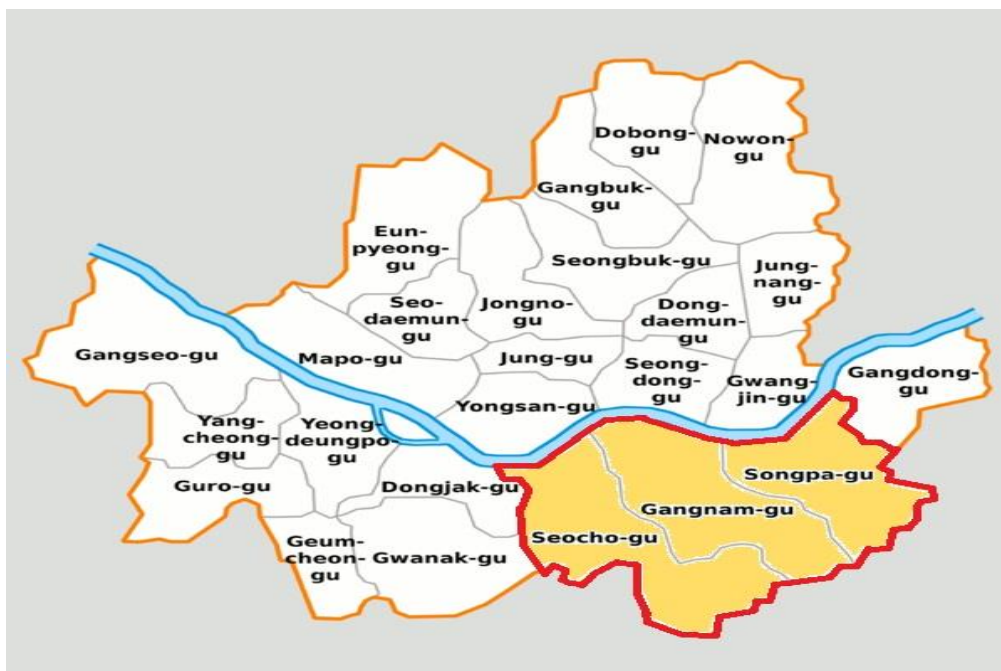 Dobong-
gu
Nowon-
gu
Gangbuk-
gu
Eun-
pyeong-
gu
Seongbuk-gu
Jung-
nang-
gu
Seo-
daemun-
gu
Jongno-
gu
Dong-
daemun-
gu
Gangseo-gu
Mapo-gu
Jung-gu
Seong-
dong-
gu
Gwang-
jin-gu
Gangdong-
gu
Yang-
cheong-
gu
Yeong-
deungpo-
gu
Yongsan-gu
Guro-gu
Dongjak-gu
Songpa-gu
Gangnam-gu
Seocho-gu
Geum-
cheon-
gu
Gwanak-gu